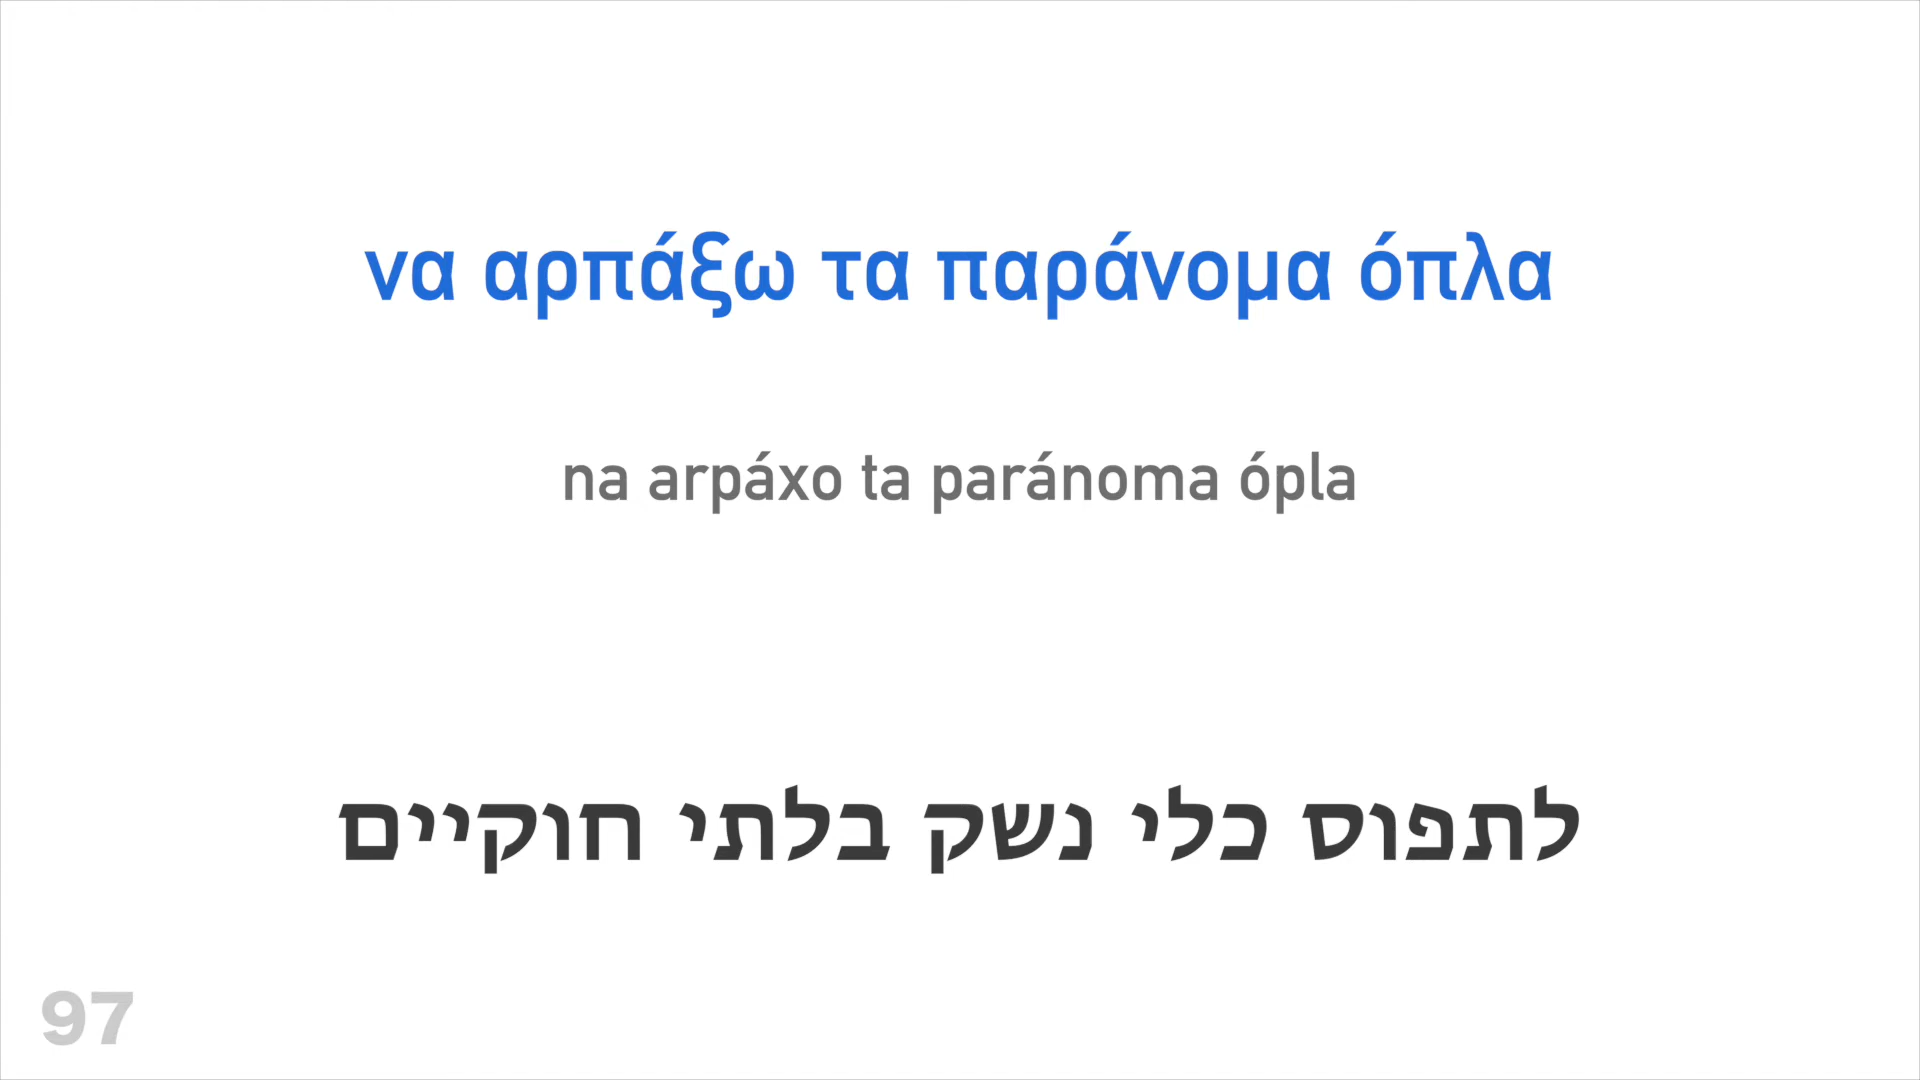 να αρπάξω τα παράνομα όπλα
na arpáxo ta paránoma ópla
לתפוס כלי נשק בלתי חוקיים
97